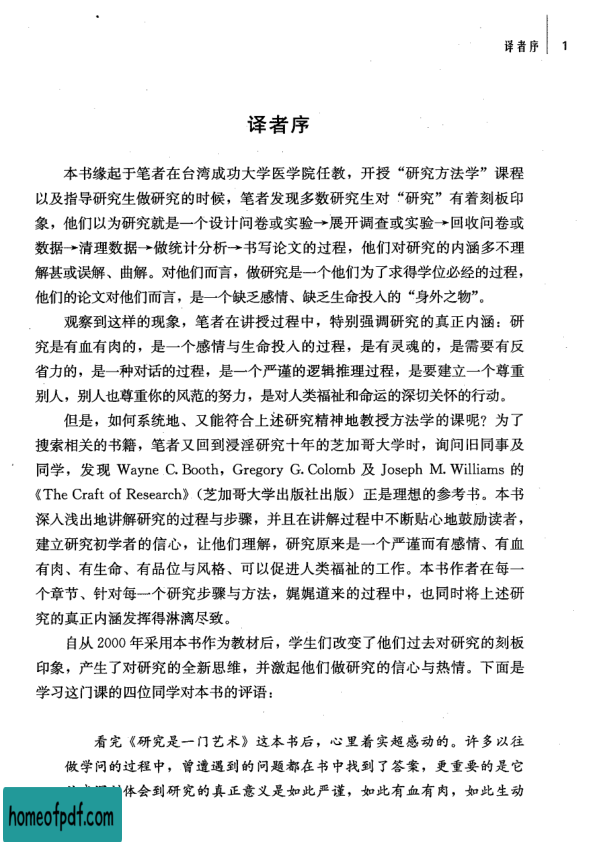 译者序 1
译者序
本书缘起于笔者在台湾成功大学医学院任教，开授“研究方法学”课程
以及指导研究生做研究的时候，笔者发现多数研究生对“研究”有着刻板印
象，他们以为研究就是一个设计问卷或实验→展开调查或实验→回收问卷或
数据→清理数据→做统计分析→书写论文的过程，他们对研究的内涵多不理
解甚或误解、曲解。对他们而言，做研究是一个他们为了求得学位必经的过程，
他们的论文对他们而言，是一个缺乏感情、缺乏生命投入的“身外之物”。
观察到这样的现象，笔者在讲授过程中，特别强调研究的真正内涵：研
究是有血有肉的，是一个感情与生命投入的过程，是有灵魂的，是需要有反
省力的，是一种对话的过程，是一个严谨的逻辑推理过程，是要建立一个尊重
别人，别人也尊重你的风范的努力，是对人类福祉和命运的深切关怀的行动。
但是，如何系统地、又能符合上述研究精神地教授方法学的课呢？为了
搜索相关的书籍，笔者又回到浸淫研究十年的芝加哥大学时，询问旧同事及
同学，发现 Wayne C. Booth，Gregory G. Colomb 及 Joseph M. Williams 的
《The Craft of Research》（芝加哥大学出版社出版）正是理想的参考书。本书
深入浅出地讲解研究的过程与步骤，并且在讲解过程中不断贴心地鼓励读者，
建立研究初学者的信心，让他们理解，研究原来是一个严谨而有感情、有血
有肉、有生命、有品位与风格、可以促进人类福祉的工作。本书作者在每一
个章节、针对每一个研究步骤与方法，娓娓道来的过程中，也同时将上述研
究的真正内涵发挥得淋漓尽致。
自从 2000 年采用本书作为教材后，学生们改变了他们过去对研究的刻板
印象，产生了对研究的全新思维，并激起他们做研究的信心与热情。下面是
学习这门课的四位同学对本书的评语：
看完《研究是一门艺术》这本书后，心里着实超感动的。许多以往
做学问的过程中，曾遭遇到的问题都在书中找到了答案，更重要的是它
体会到研究的真正意义是如此严谨，如此有血有肉，如此生动
homeofpdf.com